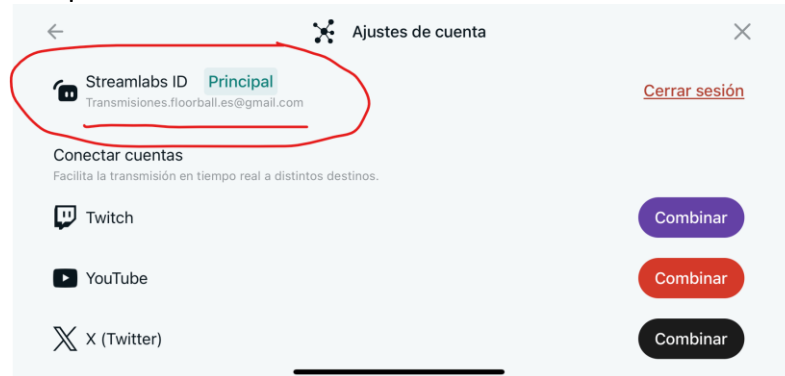 Ajustes de cuenta
Streamlabs ID Principal
Transmisiones.floorball.es@gmail.com
Cerrar sesión
Conectar cuentas
Facilita la transmisión en tiempo real a distintos destinos.
Twitch Combinar
YouTube Combinar
X (Twitter) Combinar